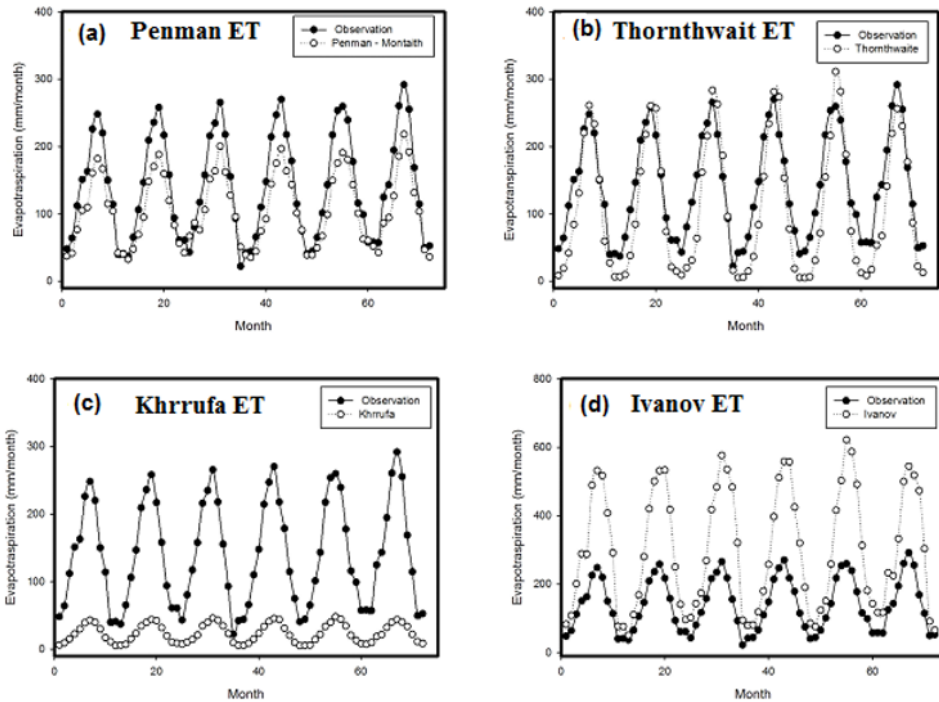 (a) Penman ET
Observation
Penman - Montaith
400
300
200
100
0
Evapotraspiration (mm/month)
0 20 40 60
Month
(b) Thornthwait ET
Observation
Thornthwaite
400
300
200
100
0
Evapotranspiration (mm/month)
0 20 40 60
Month
(c) Khrrufa ET
Observation
Khrrufa
400
300
200
100
0
Evapotraspiration (mm/month)
0 20 40 60
Month
(d) Ivanov ET
Observation
Ivanov
800
600
400
200
0
Evapotraspiration (mm/month)
0 20 40 60
Month